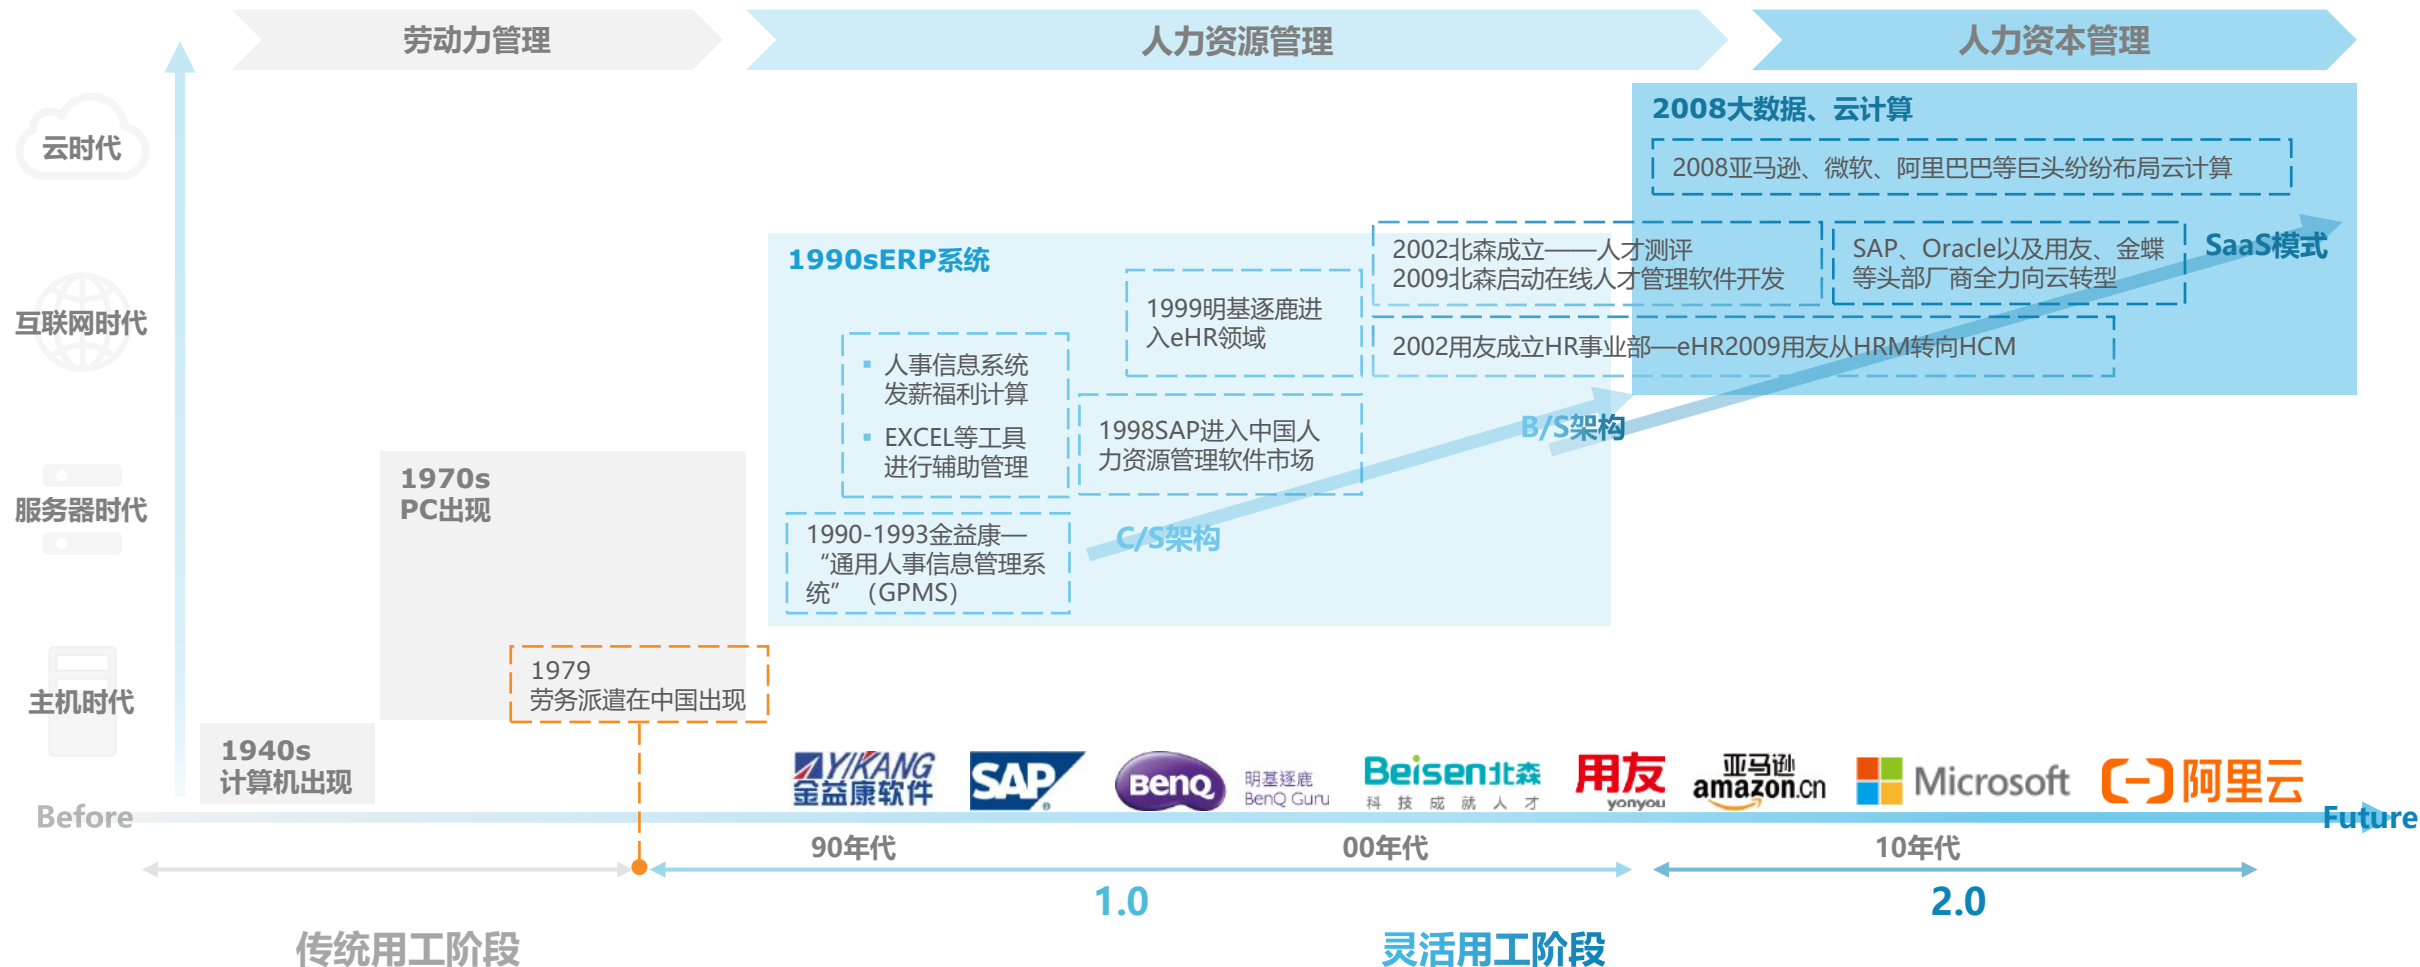 劳动力管理
人力资源管理
人力资本管理
云时代
互联网时代
服务器时代
主机时代
2008大数据、云计算
2008亚马逊、微软、阿里巴巴等巨头纷纷布局云计算
2002北森成立——人才测评
2009北森启动在线人才管理软件开发
SAP、Oracle以及用友、金蝶
等头部厂商全力向云转型
SaaS模式
2002用友成立HR事业部—eHR2009用友从HRM转向HCM
1990sERP系统
1999明基逐鹿进
入eHR领域
▪ 人事信息系统
发薪福利计算
▪ EXCEL等工具
进行辅助管理
1998SAP进入中国人
力资源管理软件市场
B/S架构
C/S架构
1990-1993金益康—
“通用人事信息管理系
统”（GPMS）
1970s
PC出现
1979
劳务派遣在中国出现
1940s
计算机出现
YIKANG
金益康软件
SAP
BenQ
明基逐鹿
BenQ Guru
Beisen北森
科技成就人才
用友
yonyou
亚马逊
amazon.cn
Microsoft
阿里云
Before
Future
90年代
00年代
10年代
1.0
2.0
传统用工阶段
灵活用工阶段